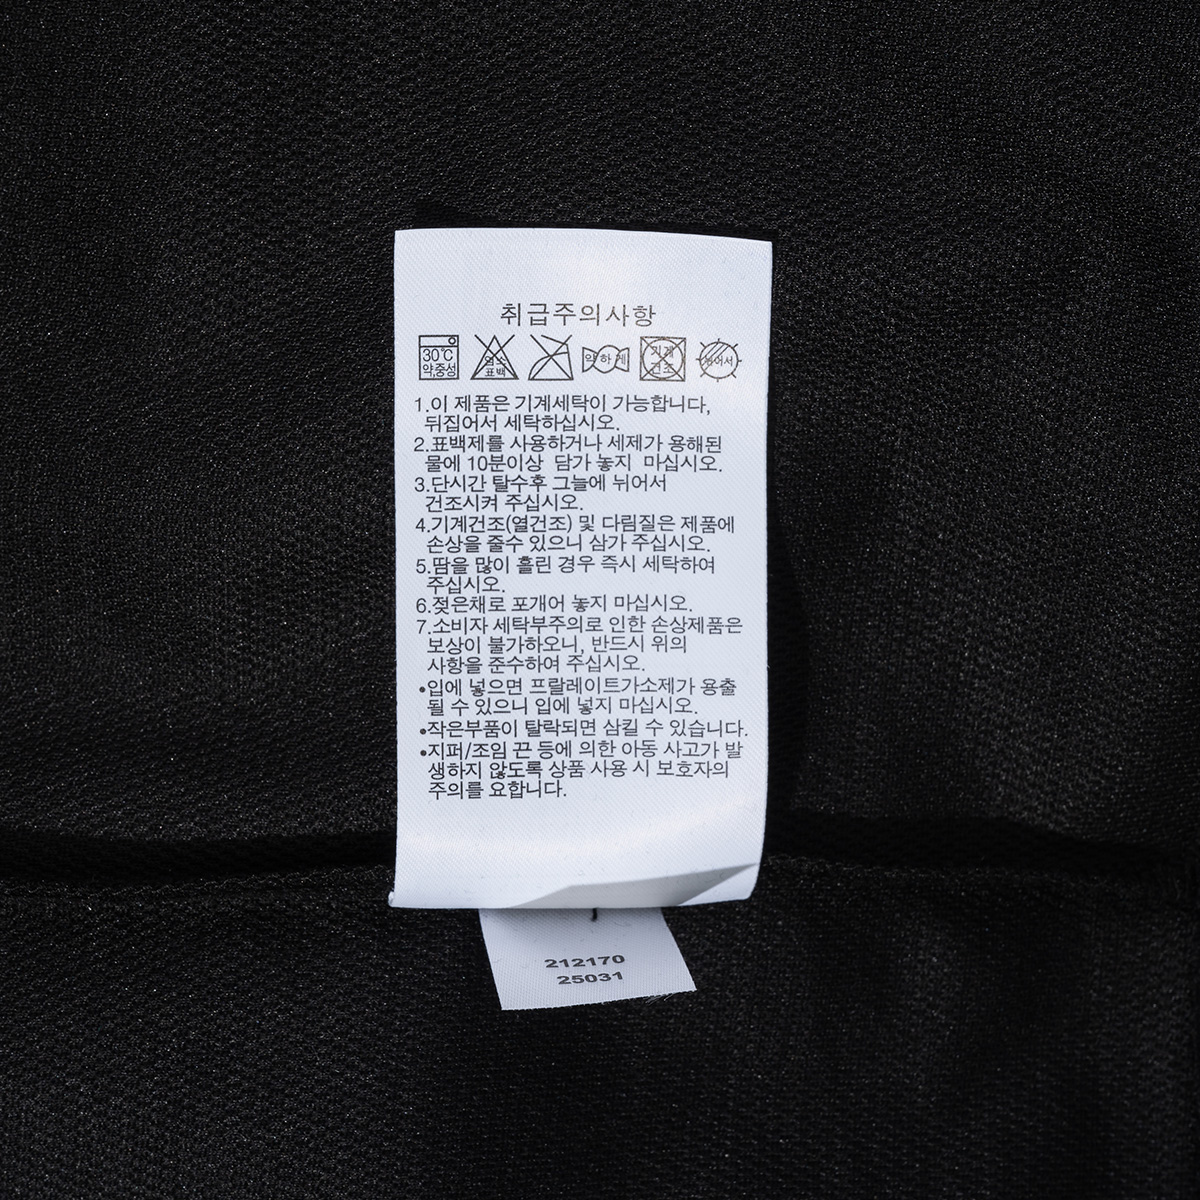 취급주의사항
30℃
약,중성
염소
표백
약하게
기계
건조
뉘어서
1.이 제품은 기계세탁이 가능합니다,
뒤집어서 세탁하십시오.
2.표백제를 사용하거나 세제가 용해된
물에 10분이상 담가 놓지 마십시오.
3.단시간 탈수후 그늘에 뉘어서
건조시켜 주십시오.
4.기계건조(열건조) 및 다림질은 제품에
손상을 줄수 있으니 삼가 주십시오.
5.땀을 많이 흘린 경우 즉시 세탁하여
주십시오.
6.젖은채로 포개어 놓지 마십시오.
7.소비자 세탁부주의로 인한 손상제품은
보상이 불가하오니, 반드시 위의
사항을 준수하여 주십시오.
•입에 넣으면 프탈레이트가소제가 용출
될 수 있으니 입에 넣지 마십시오.
•작은부품이 탈락되면 삼킬 수 있습니다.
•지퍼/조임 끈 등에 의한 아동 사고가 발
생하지 않도록 상품 사용 시 보호자의
주의를 요합니다.
212170
25031